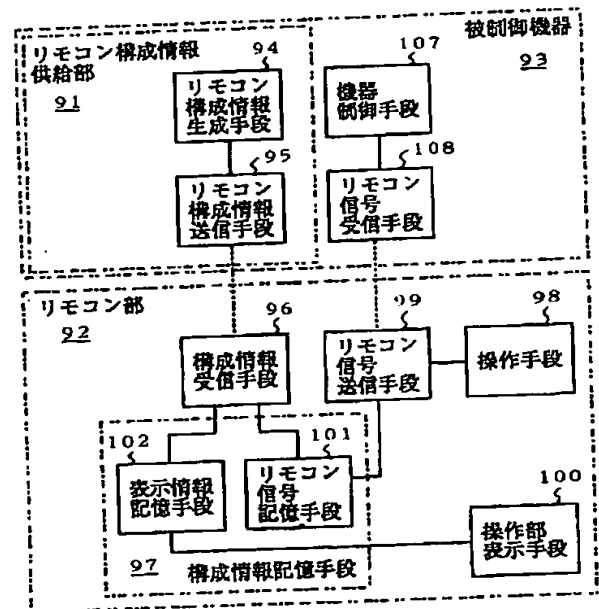 リモコン構成情報
供給部
91
94
リモコン
構成情報
生成手段
95
リモコン
構成情報
送信手段
被制御機器
93
107
機器
制御手段
108
リモコン
信号
受信手段
リモコン部
92
96
構成情報
受信手段
99
リモコン
信号
送信手段
98
操作手段
102
表示情報
記憶手段
101
リモコン
信号
記憶手段
97
構成情報記憶手段
100
操作部
表示手段